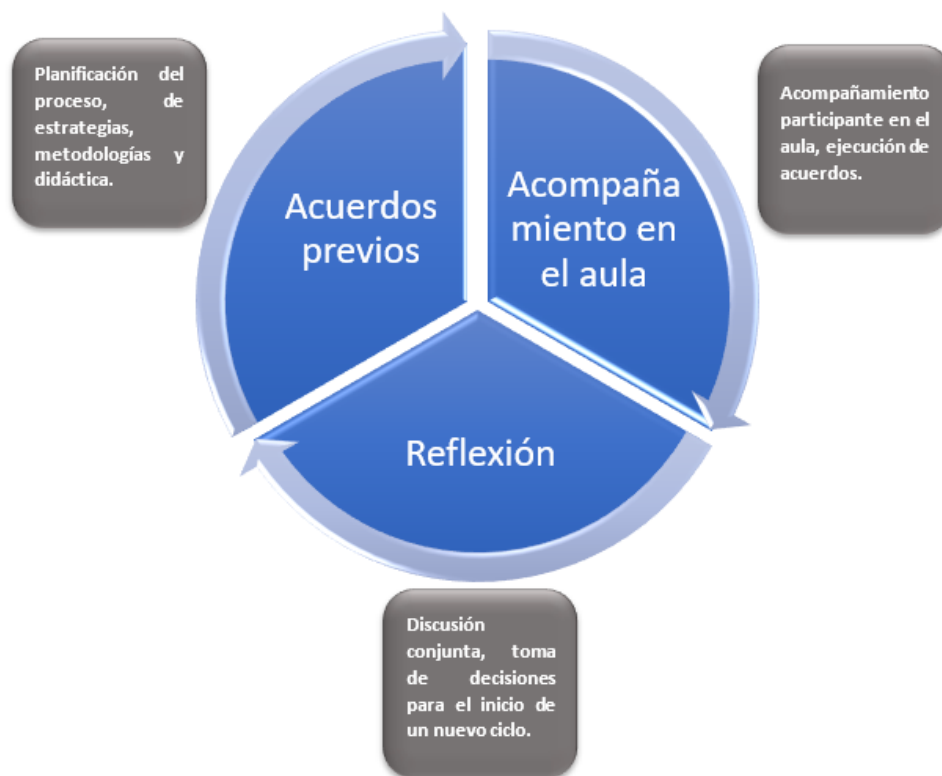 Planificación del
proceso, de
estrategias,
metodologías y
didáctica.
Acuerdos
previos
Acompaña
miento en
el aula
Acompañamiento
participante en el
aula, ejecución de
acuerdos.
Reflexión
Discusión
conjunta, toma
de decisiones
para el inicio de
un nuevo ciclo.